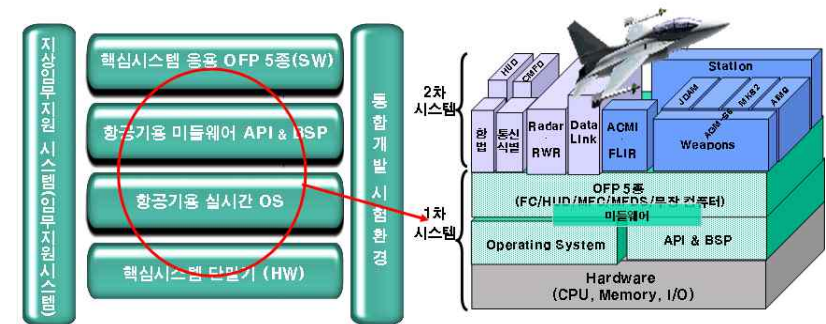 지상임무지원 시스템(임무지원시스템)
핵심시스템 응용 OFP 5종(SW)
항공기용 미들웨어 API & BSP
항공기용 실시간 OS
핵심시스템 단말기 (HW)
통합개발 시험환경
2차
시스템
HUD
CMFD
항법
통신
식별
Radar
RWR
Data
Link
ACMI
FLIR
Station
JDAM
AGM-65
MK82
AIM9
Weapons
1차
시스템
OFP 5종
(FC/HUD/MFC/MFDS/무장 컴퓨터)
미들웨어
Operating System
API & BSP
Hardware
(CPU, Memory, I/O)